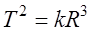 T² = kR³